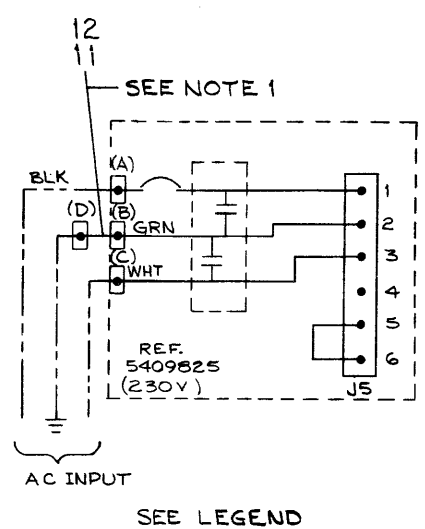 12
11
SEE NOTE 1
BLK
(A)
(D)
(B)
GRN
(C)
WHT
1
2
3
4
5
6
REF.
5409825
(230V)
J5
AC INPUT
SEE LEGEND